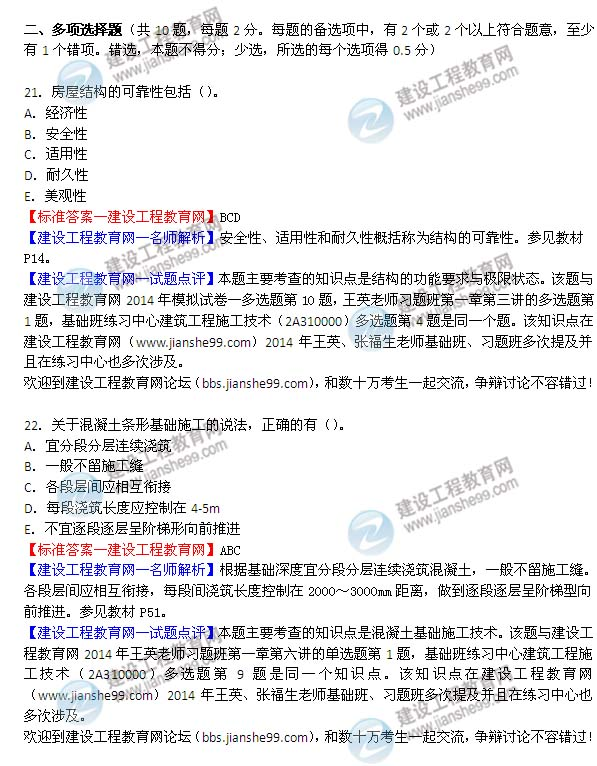 二、多项选择题（共 10 题，每题 2 分。每题的备选项中，有 2 个或 2 个以上符合题意，至少
有 1 个错项。错选，本题不得分；少选，所选的每个选项得 0.5 分）
21．房屋结构的可靠性包括（）。
A．经济性
B．安全性
C．适用性
D．耐久性
E．美观性
【标准答案—建设工程教育网】BCD
【建设工程教育网—名师解析】安全性、适用性和耐久性概括称为结构的可靠性。参见教材
P14。
【建设工程教育网—试题点评】本题主要考查的知识点是结构的功能要求与极限状态。该题与
建设工程教育网 2014 年模拟试卷一多选题第 10 题，王英老师习题班第一章第三讲的多选题第
1 题，基础班练习中心建筑工程施工技术（2A310000）多选题第 4 题是同一个题。该知识点在
建设工程教育网（www.jianshe99.com）2014 年王英、张福生老师基础班、习题班多次提及并
且在练习中心也多次涉及。
欢迎到建设工程教育网论坛（bbs.jianshe99.com），和数十万考生一起交流，争辩讨论不容错过！
22．关于混凝土条形基础施工的说法，正确的有（）。
A．宜分段分层连续浇筑
B．一般不留施工缝
C．各段层间应相互衔接
D．每段浇筑长度应控制在 4-5m
E．不宜逐段逐层呈阶梯形向前推进
【标准答案—建设工程教育网】ABC
【建设工程教育网—名师解析】根据基础深度宜分段分层连续浇筑混凝土，一般不留施工缝。
各段层间应相互衔接，每段间浇筑长度控制在 2000～3000mm 距离，做到逐段逐层呈阶梯型向
前推进。参见教材 P51。
【建设工程教育网—试题点评】本题主要考查的知识点是混凝土基础施工技术。该题与建设工
程教育网 2014 年王英老师习题班第一章第六讲的单选题第 1 题，基础班练习中心建筑工程施
工技术（2A310000）多选题第 9 题是同一个知识点。该知识点在建设工程教育网
（www.jianshe99.com）2014 年王英、张福生老师基础班、习题班多次提及并且在练习中心也
多次涉及。
欢迎到建设工程教育网论坛（bbs.jianshe99.com），和数十万考生一起交流，争辩讨论不容错过！
建设工程教育网
www.jianshe99.com